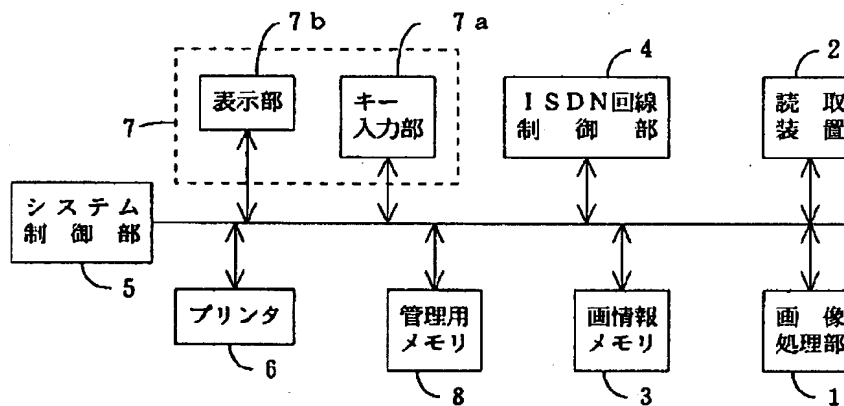 7b
7a
4
2
表示部
キー
入力部
ISDN回線
制御部
読取
装置
7
システム
制御部
5
プリンタ
管理用
メモリ
画情報
メモリ
画像
処理部
6
8
3
1